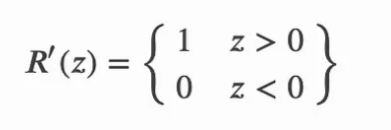 R′(z) = { 1 z > 0 }
{ 0 z < 0 }